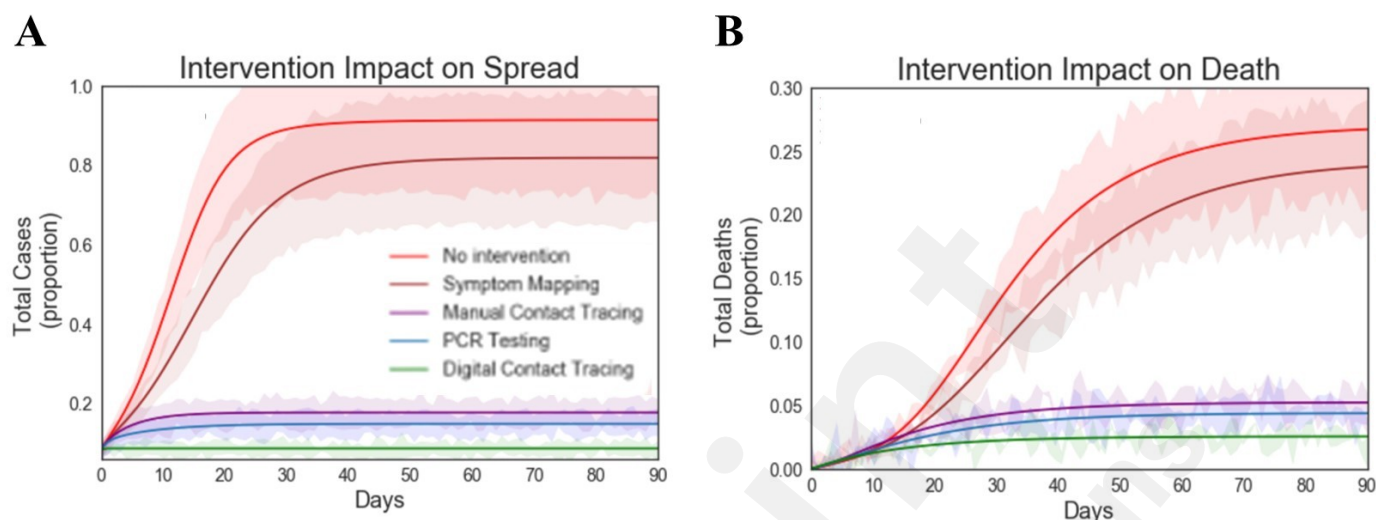 A
B
Intervention Impact on Spread
Total Cases
(proportion)
1.0
0.8
0.6
0.4
0.2
No intervention
Symptom Mapping
Manual Contact Tracing
PCR Testing
Digital Contact Tracing
0 10 20 30 40 50 60 70 80 90
Days
Intervention Impact on Death
Total Deaths
(proportion)
0.30
0.25
0.20
0.15
0.10
0.05
0.00
0 10 20 30 40 50 60 70 80 90
Days